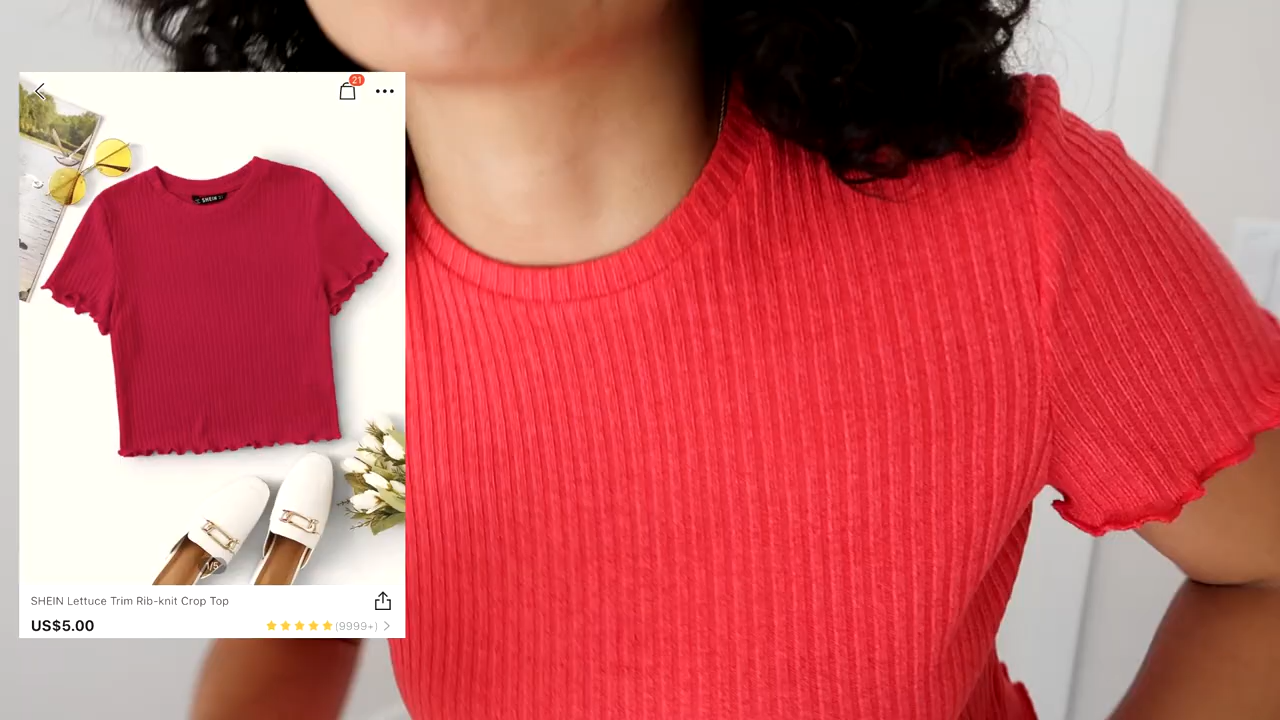 21
SHEIN
1/5
SHEIN Lettuce Trim Rib-knit Crop Top
US$5.00
(9999+)